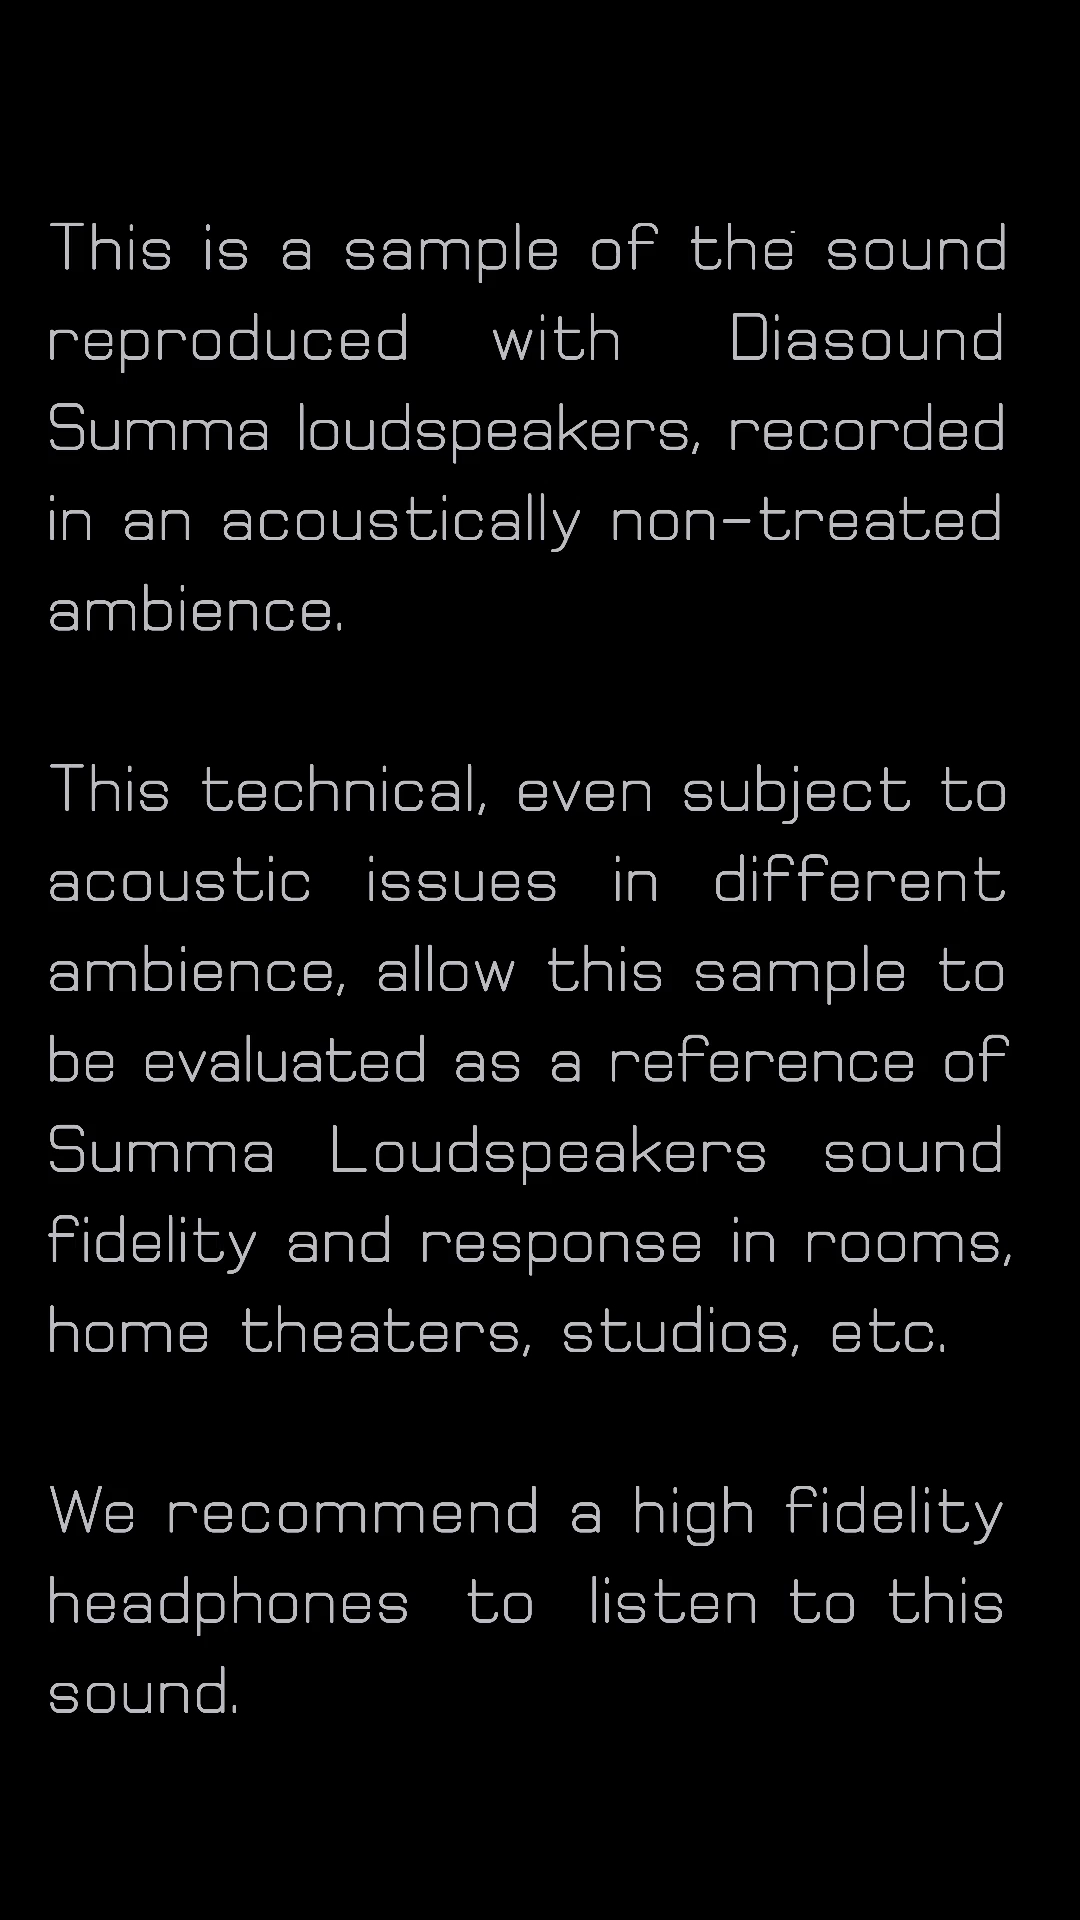 This is a sample of the sound
reproduced with Diasound
Summa loudspeakers, recorded
in an acoustically non-treated
ambience.
This technical, even subject to
acoustic issues in different
ambience, allow this sample to
be evaluated as a reference of
Summa Loudspeakers sound
fidelity and response in rooms,
home theaters, studios, etc.
We recommend a high fidelity
headphones to listen to this
sound.